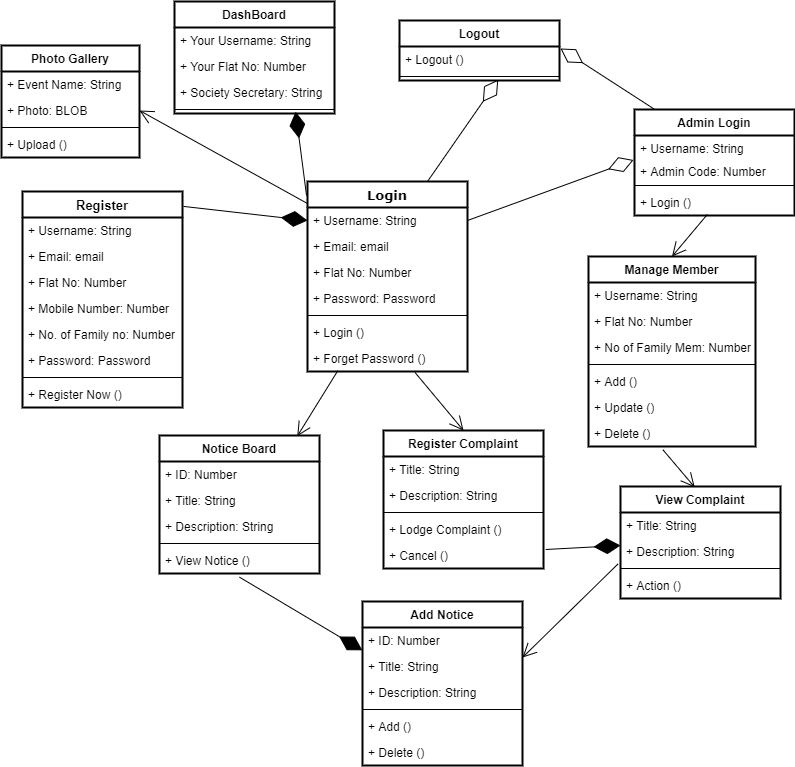 DashBoard
+ Your Username: String
+ Your Flat No: Number
+ Society Secretary: String
Logout
+ Logout ()
Photo Gallery
+ Event Name: String
+ Photo: BLOB
+ Upload ()
Admin Login
+ Username: String
+ Admin Code: Number
+ Login ()
Register
+ Username: String
+ Email: email
+ Flat No: Number
+ Mobile Number: Number
+ No. of Family no: Number
+ Password: Password
+ Register Now ()
Login
+ Username: String
+ Email: email
+ Flat No: Number
+ Password: Password
+ Login ()
+ Forget Password ()
Manage Member
+ Username: String
+ Flat No: Number
+ No of Family Mem: Number
+ Add ()
+ Update ()
+ Delete ()
Notice Board
+ ID: Number
+ Title: String
+ Description: String
+ View Notice ()
Register Complaint
+ Title: String
+ Description: String
+ Lodge Complaint ()
+ Cancel ()
View Complaint
+ Title: String
+ Description: String
+ Action ()
Add Notice
+ ID: Number
+ Title: String
+ Description: String
+ Add ()
+ Delete ()